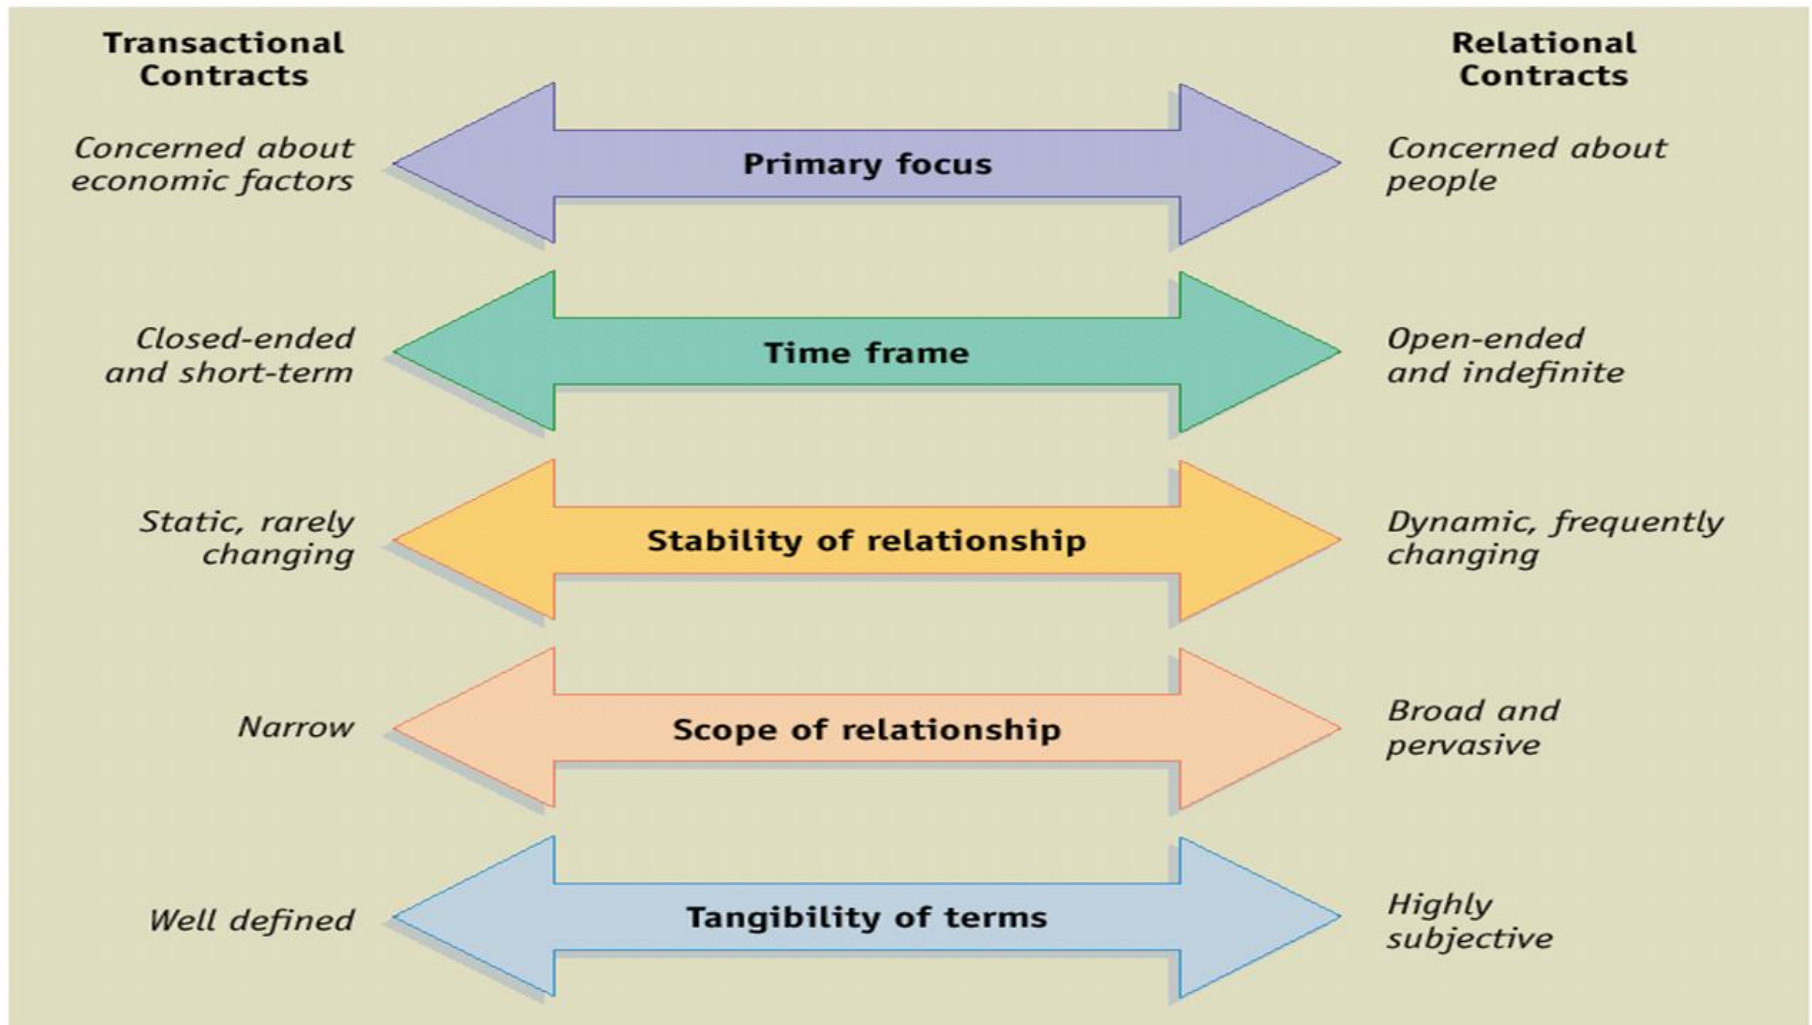 Transactional
Contracts
Relational
Contracts
Concerned about
economic factors
Primary focus
Concerned about
people
Closed-ended
and short-term
Time frame
Open-ended
and indefinite
Static, rarely
changing
Stability of relationship
Dynamic, frequently
changing
Narrow
Scope of relationship
Broad and
pervasive
Well defined
Tangibility of terms
Highly
subjective